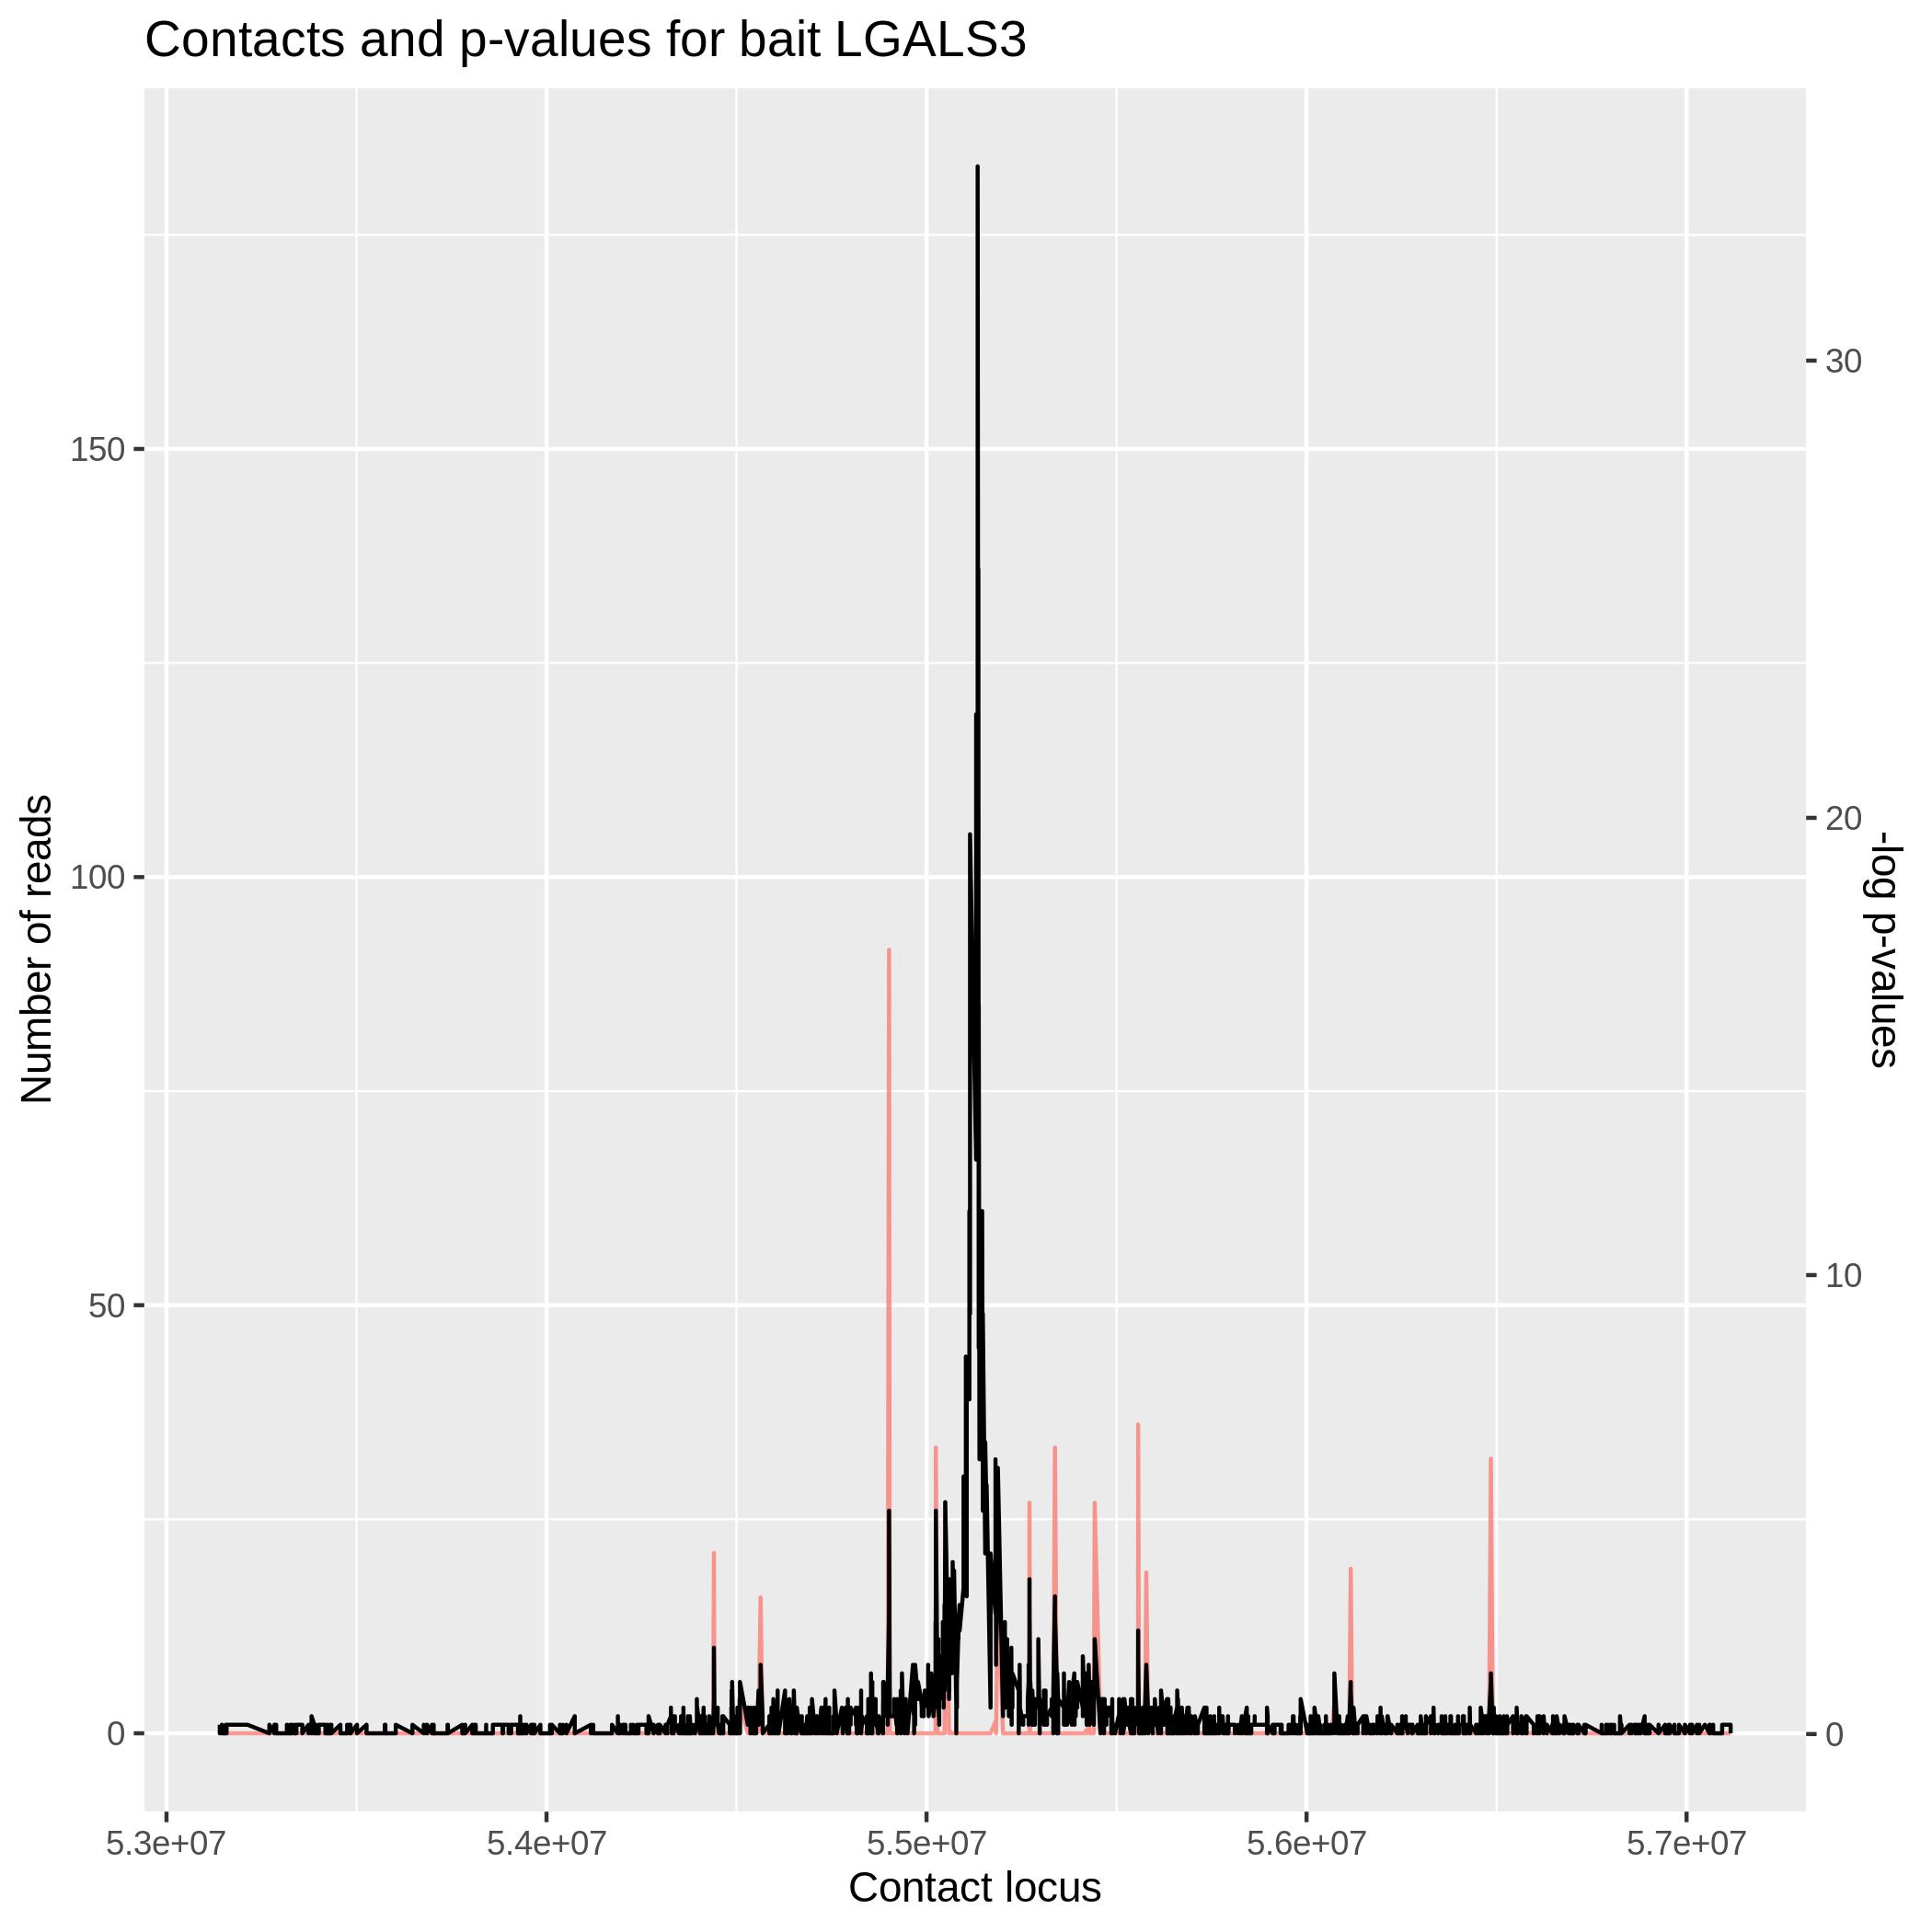 Contacts and p-values for bait LGALS3
Number of reads
150
100
50
0
30
20
10
0
-log p-values
5.3e+07
5.4e+07
5.5e+07
5.6e+07
5.7e+07
Contact locus